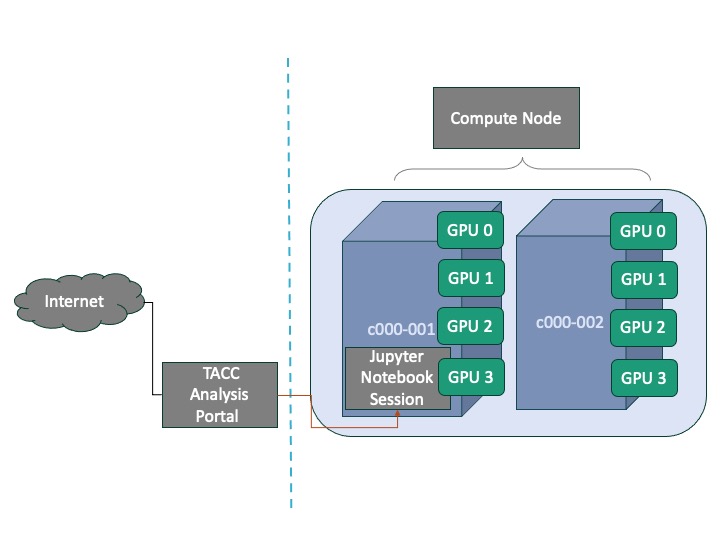 Compute Node
GPU 0
GPU 1
GPU 2
GPU 3
c000-001
Jupyter
Notebook
Session
GPU 0
GPU 1
GPU 2
GPU 3
c000-002
Internet
TACC
Analysis
Portal